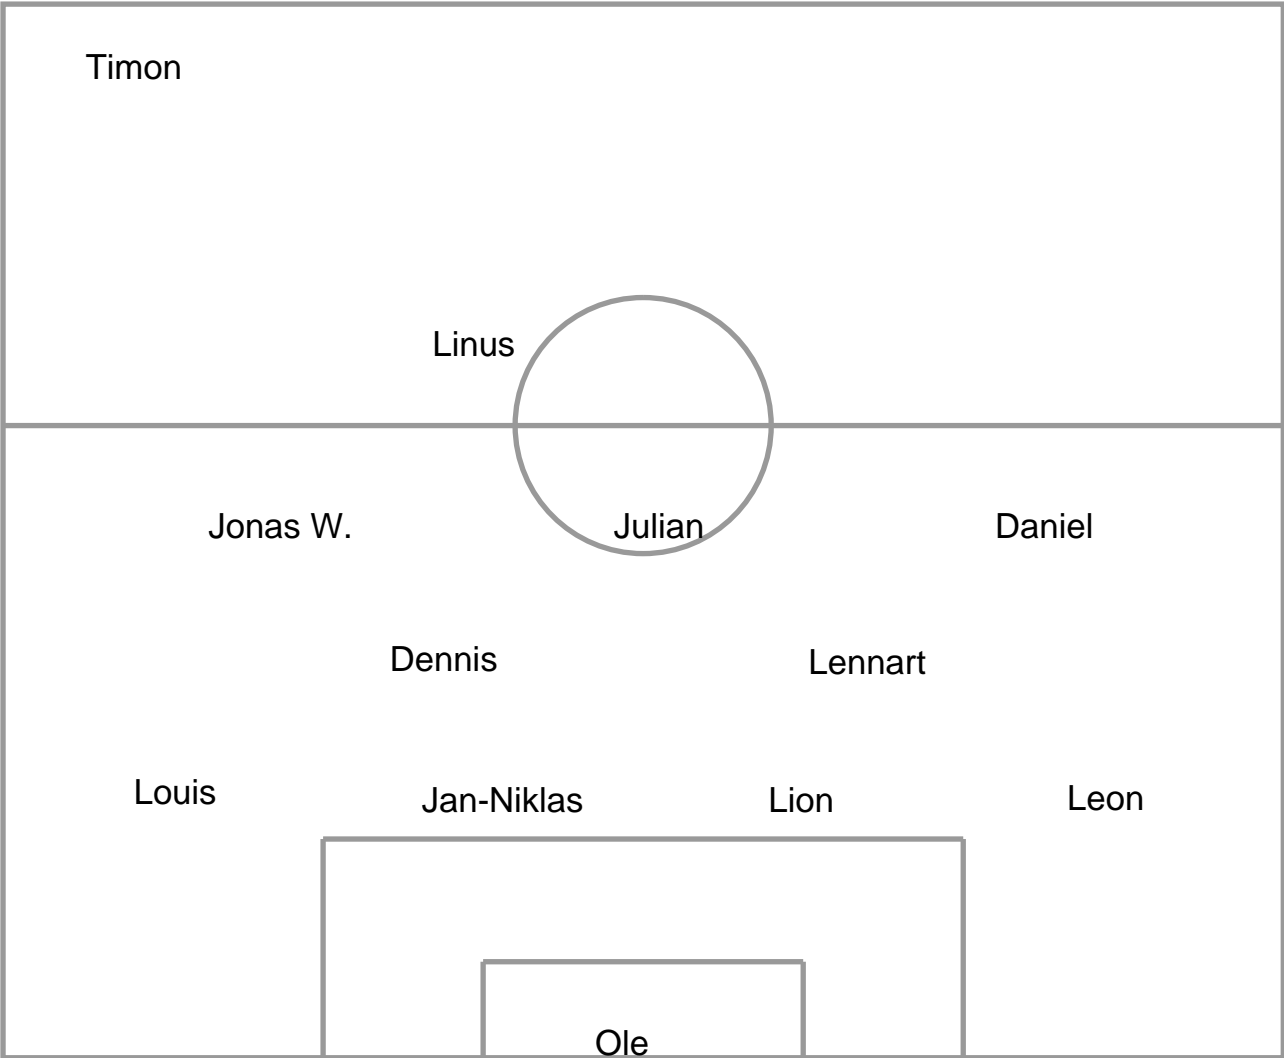 Timon
Linus
Jonas W.
Julian
Daniel
Dennis
Lennart
Louis
Jan-Niklas
Lion
Leon
Ole